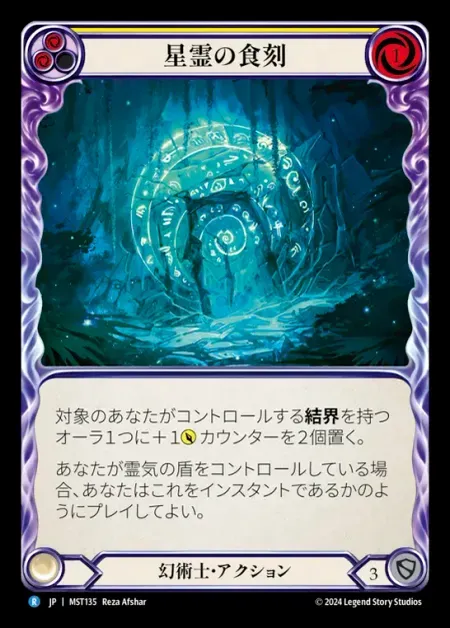 星霊の食刻
1
対象のあなたがコントロールする結界を持つ
オーラ1つに+1カウンターを2個置く。
あなたが霊気の盾をコントロールしている場
合、あなたはこれをインスタントであるかのよ
うにプレイしてよい。
幻術士・アクション
3
R JP | MST135 Reza Afshar
© 2024 Legend Story Studios